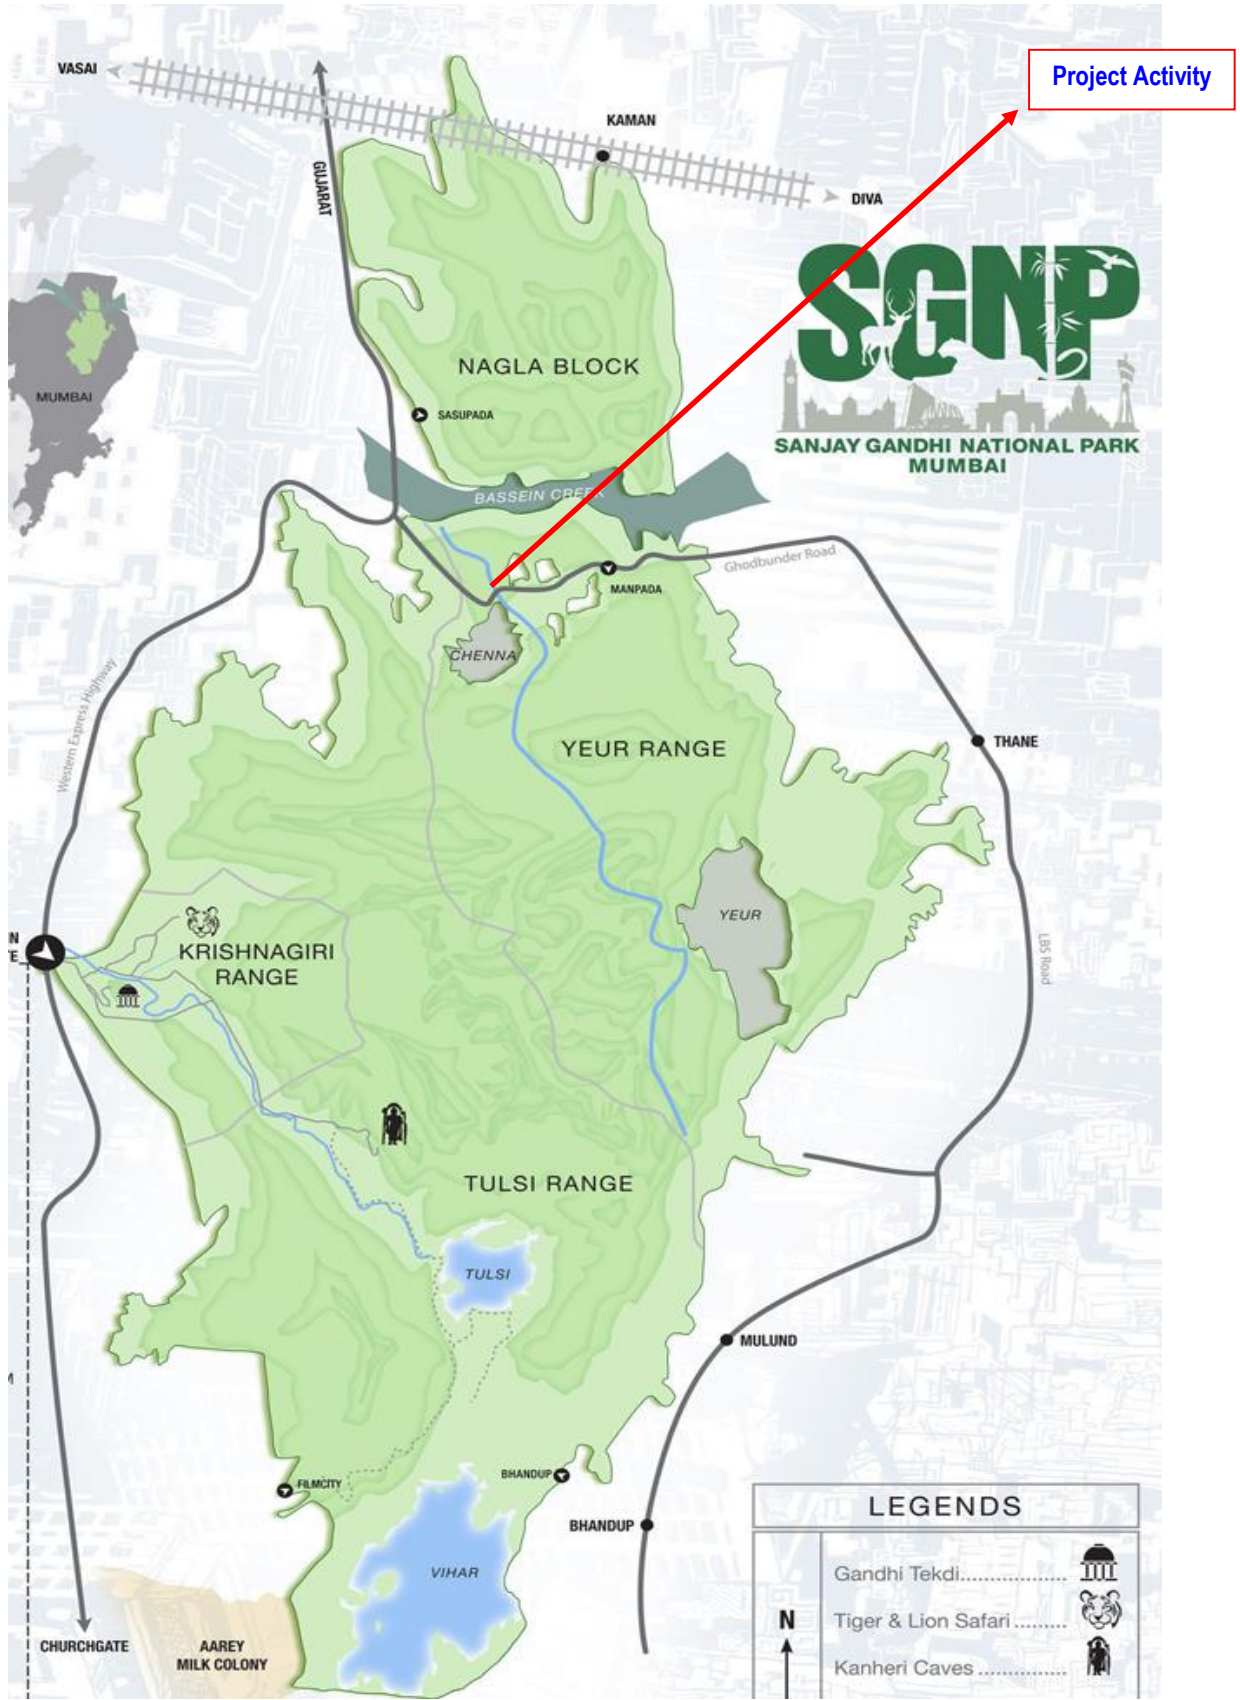 Project Activity
VASAI
KAMAN
GUJARAT
DIVA
SGNP
SANJAY GANDHI NATIONAL PARK
MUMBAI
MUMBAI
NAGLA BLOCK
SASUPADA
BASSEIN CREEK
Ghodbunder Road
MANPADA
CHENNA
Western Express Highway
YEUR RANGE
THANE
YEUR
KRISHNAGIRI
RANGE
LBS Road
TULSI RANGE
TULSI
MULUND
FILMCITY
BHANDUP
BHANDUP
VIHAR
CHURCHGATE
AAREY
MILK COLONY
LEGENDS
Gandhi Tekdi..................
N
Tiger & Lion Safari .........
Kanheri Caves ...............